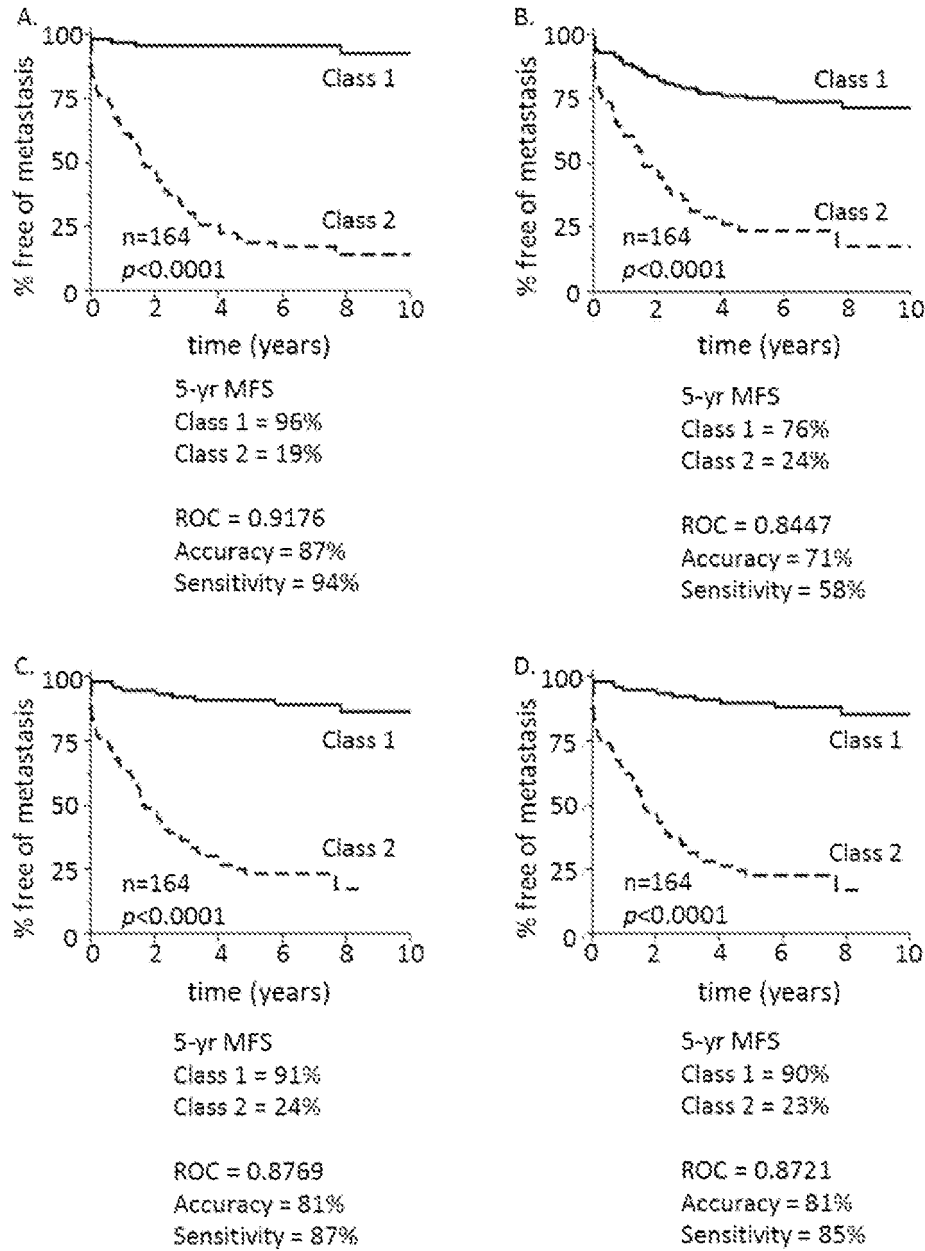 A.
% free of metastasis
100
75
50
25
0
Class 1
Class 2
n=164
p<0.0001
0 2 4 6 8 10
time (years)
5-yr MFS
Class 1 = 96%
Class 2 = 19%
ROC = 0.9176
Accuracy = 87%
Sensitivity = 94%
B.
% free of metastasis
100
75
50
25
0
Class 1
Class 2
n=164
p<0.0001
0 2 4 6 8 10
time (years)
5-yr MFS
Class 1 = 76%
Class 2 = 24%
ROC = 0.8447
Accuracy = 71%
Sensitivity = 58%
C.
% free of metastasis
100
75
50
25
0
Class 1
Class 2
n=164
p<0.0001
0 2 4 6 8 10
time (years)
5-yr MFS
Class 1 = 91%
Class 2 = 24%
ROC = 0.8769
Accuracy = 81%
Sensitivity = 87%
D.
% free of metastasis
100
75
50
25
0
Class 1
Class 2
n=164
p<0.0001
0 2 4 6 8 10
time (years)
5-yr MFS
Class 1 = 90%
Class 2 = 23%
ROC = 0.8721
Accuracy = 81%
Sensitivity = 85%